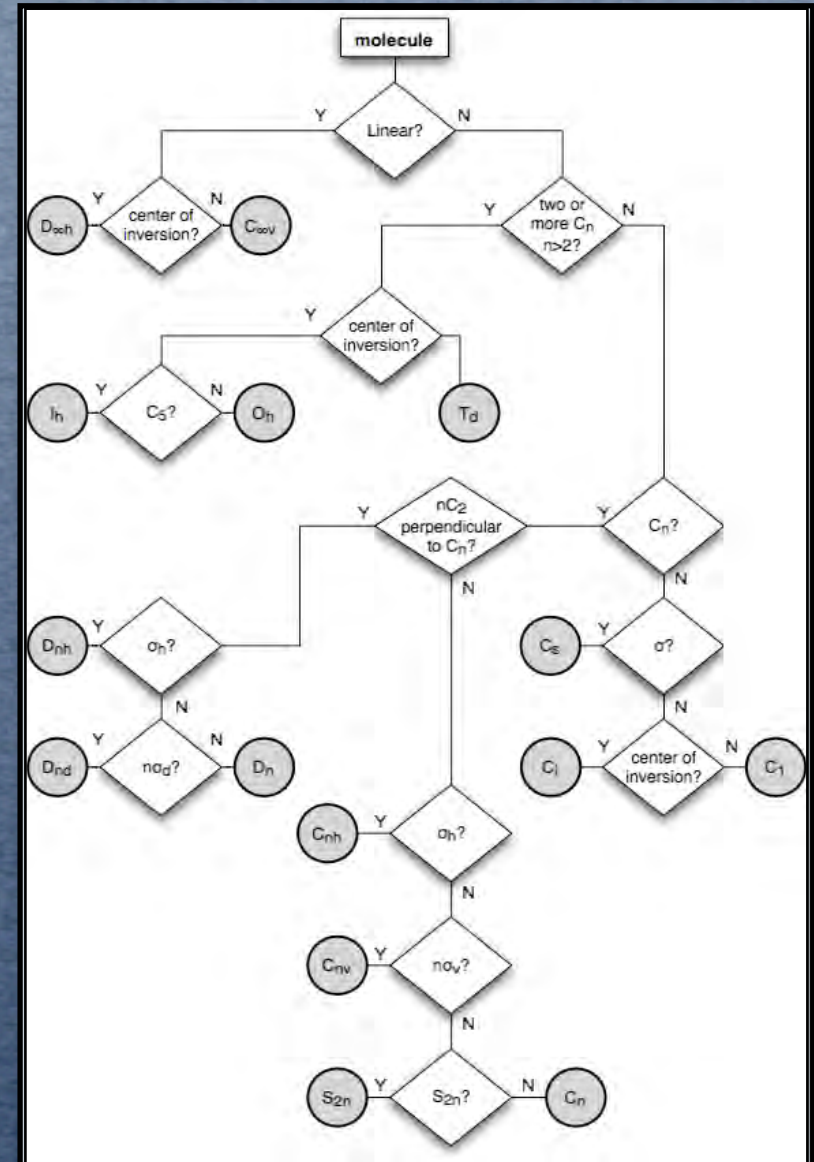 molecule
Y
N
Linear?
Y
center of
inversion?
N
D∞h
C∞v
Y
two or
more Cn
n>2?
N
Y
center of
inversion?
Y
C5?
N
Ih
Oh
Td
Y
nC2
perpendicular
to Cn?
Y
Cn?
N
N
Dnh
Y
σh?
Cs
Y
σ?
N
N
Dnd
Y
nσd?
N
Dn
Ci
Y
center of
inversion?
N
C1
Cnh
Y
σh?
N
Cnv
Y
nσv?
N
S2n
Y
S2n?
N
Cn